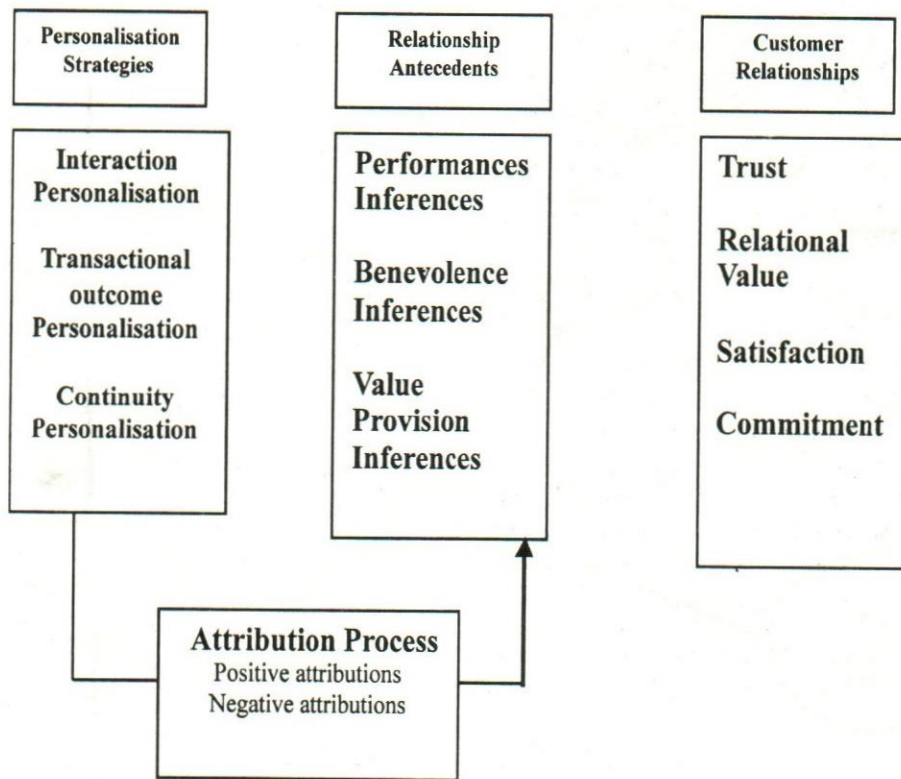 Personalisation
Strategies
Relationship
Antecedents
Customer
Relationships
Interaction
Personalisation
Transactional
outcome
Personalisation
Continuity
Personalisation
Performances
Inferences
Benevolence
Inferences
Value
Provision
Inferences
Trust
Relational
Value
Satisfaction
Commitment
Attribution Process
Positive attributions
Negative attributions